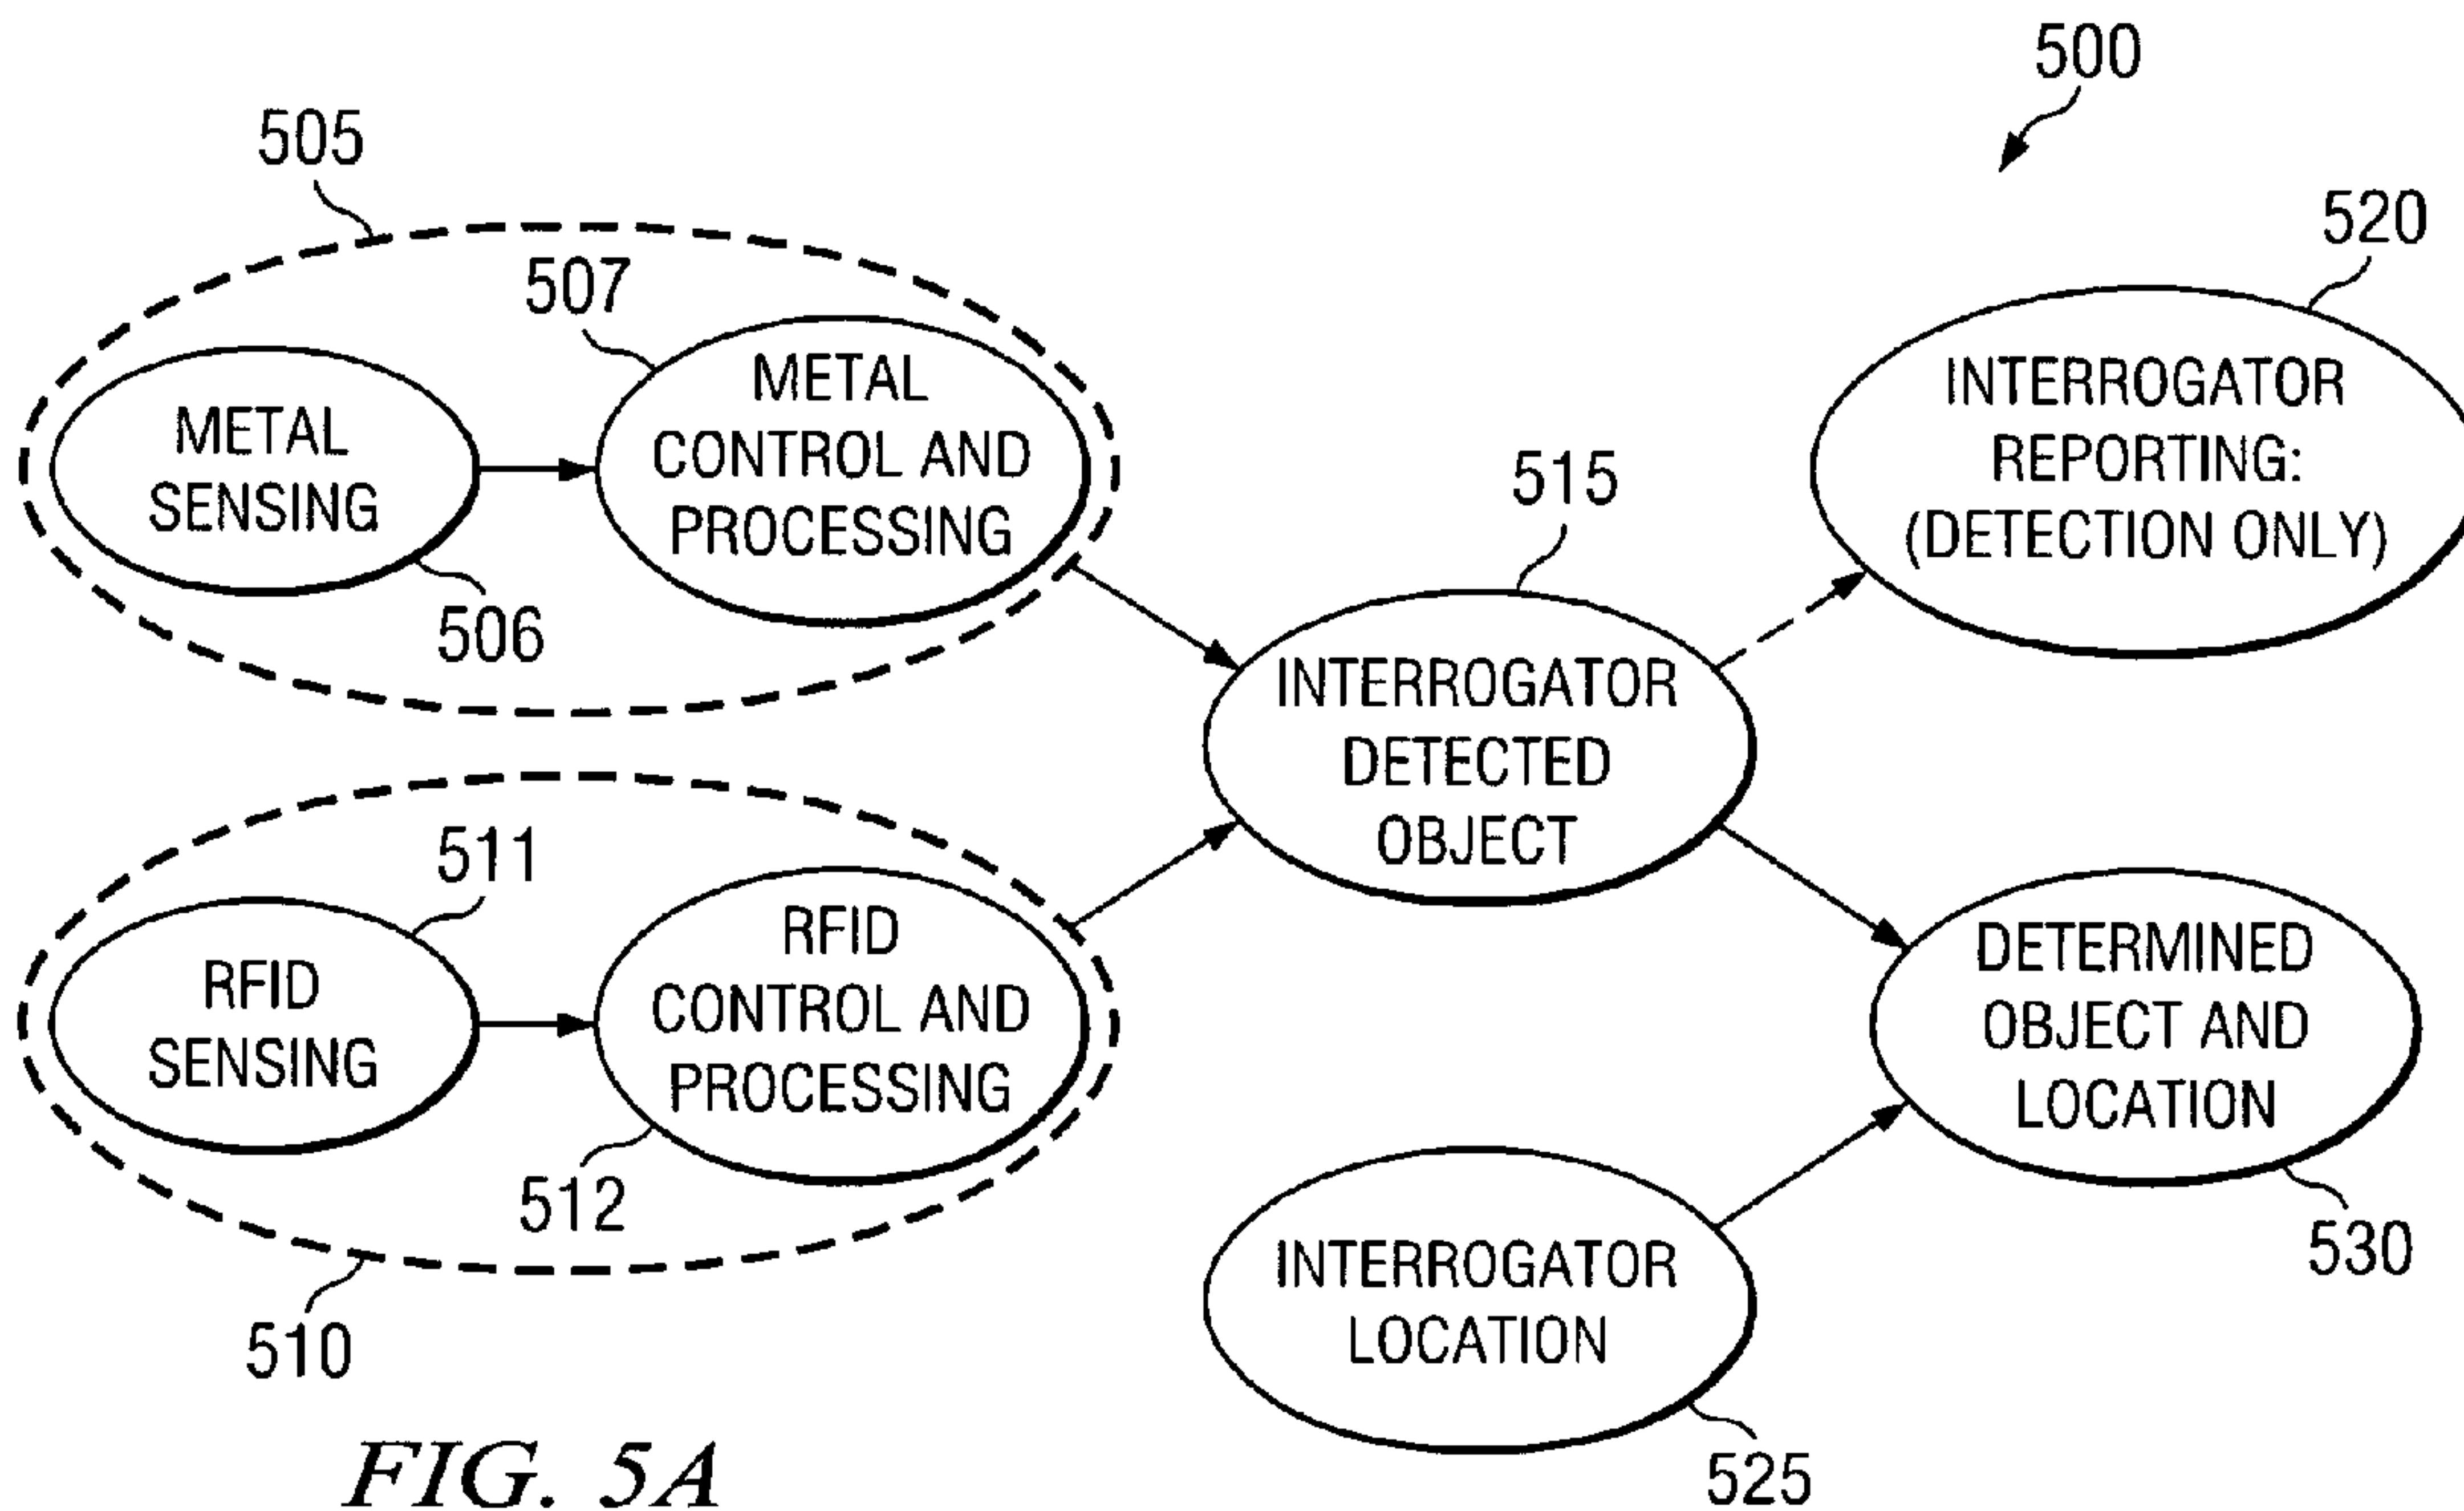 500
505
520
507
METAL
SENSING
METAL
CONTROL AND
PROCESSING
506
515
INTERROGATOR
REPORTING:
(DETECTION ONLY)
INTERROGATOR
DETECTED
OBJECT
511
RFID
SENSING
RFID
CONTROL AND
PROCESSING
512
510
DETERMINED
OBJECT AND
LOCATION
530
INTERROGATOR
LOCATION
525
FIG. 5A